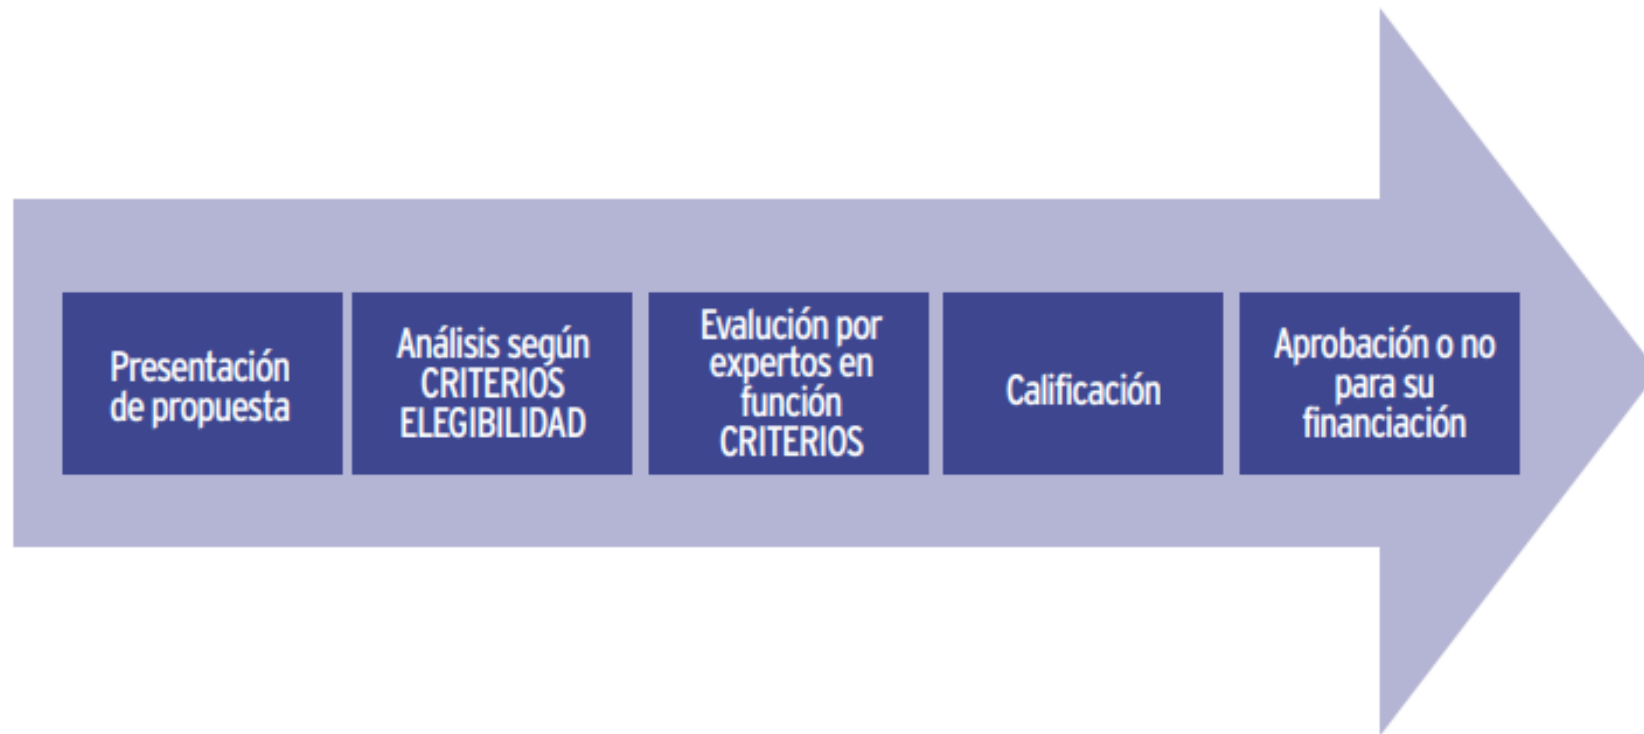 Presentación
de propuesta
Análisis según
CRITERIOS
ELEGIBILIDAD
Evalución por
expertos en
función
CRITERIOS
Calificación
Aprobación o no
para su
financiación